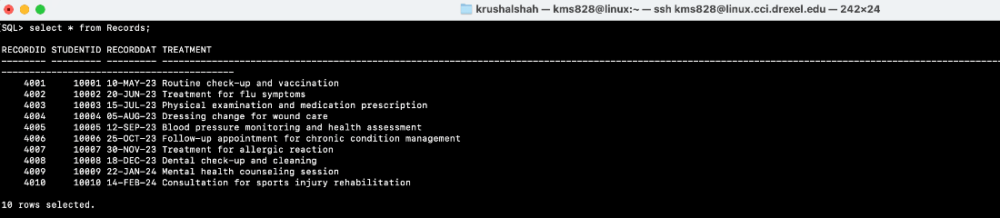 krushalshah — kms828@linux:~ — ssh kms828@linux.cci.drexel.edu — 242×24
SQL> select * from Records;
RECORDID STUDENTID RECORDDAT TREATMENT
4001 10001 10-MAY-23 Routine check-up and vaccination
4002 10002 20-JUN-23 Treatment for flu symptoms
4003 10003 15-JUL-23 Physical examination and medication prescription
4004 10004 05-AUG-23 Dressing change for wound care
4005 10005 12-SEP-23 Blood pressure monitoring and health assessment
4006 10006 25-OCT-23 Follow-up appointment for chronic condition management
4007 10007 30-NOV-23 Treatment for allergic reaction
4008 10008 18-DEC-23 Dental check-up and cleaning
4009 10009 22-JAN-24 Mental health counseling session
4010 10010 14-FEB-24 Consultation for sports injury rehabilitation
10 rows selected.